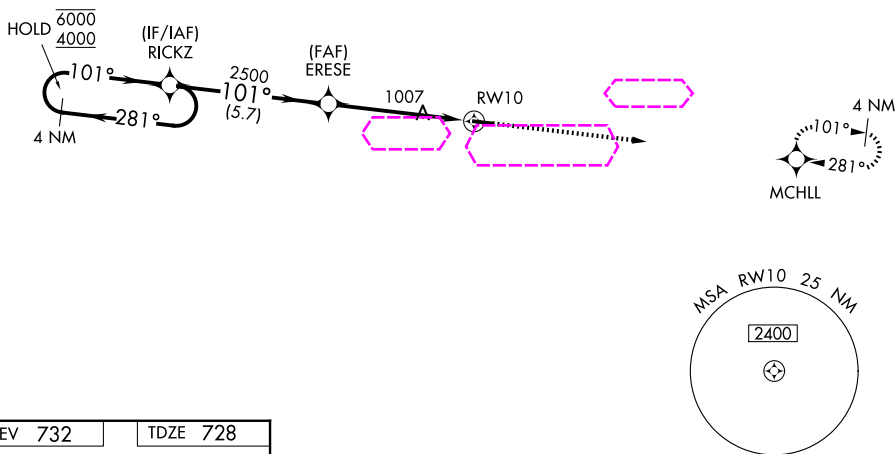 HOLD 6000
4000
(IF/IAF)
RICKZ
101°
281°
4 NM
2500
101°
(5.7)
(FAF)
ERESE
1007
RW10
4 NM
101°
281°
MCHLL
MSA RW10 25 NM
2400
EV 732
TDZE 728